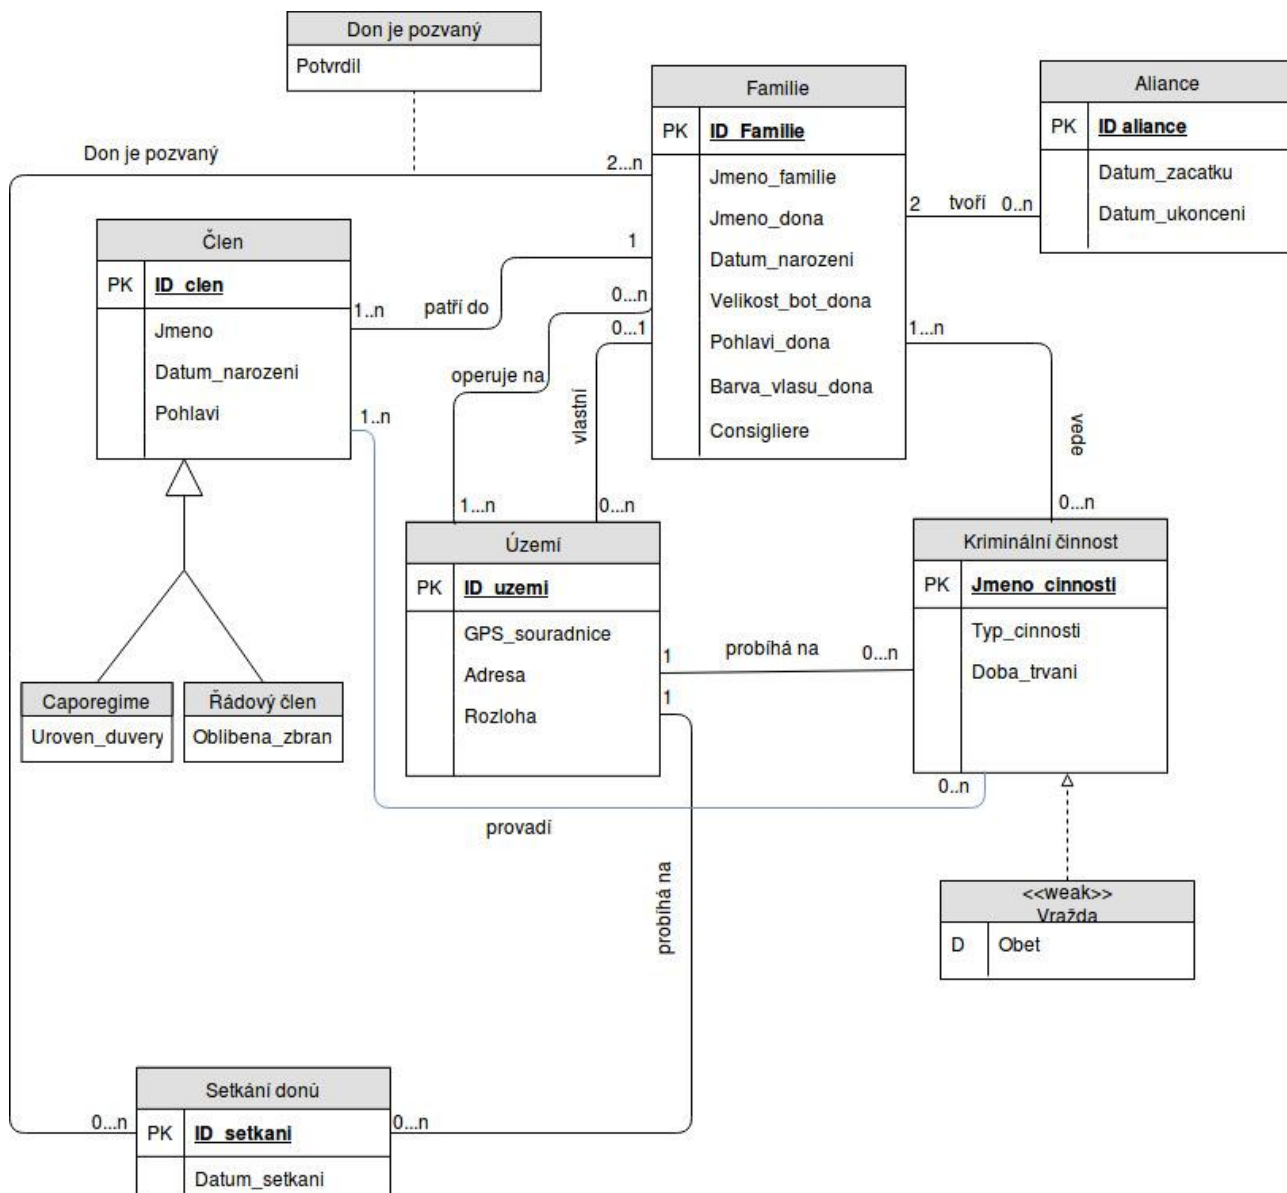 Don je pozvaný
Potvrdil
Don je pozvaný
2...n
Familie
PK ID_Familie
Jmeno_familie
Jmeno_dona
Datum_narozeni
Velikost_bot_dona
Pohlavi_dona
Barva_vlasu_dona
Consigliere
Aliance
PK ID aliance
Datum_zacatku
Datum_ukonceni
2 tvoří 0..n
Člen
PK ID_clen
Jmeno
Datum_narozeni
Pohlavi
1
1..n patří do
0...n
0...1
operuje na
vlastní
1...n
vede
1..n
1...n
0...n
0...n
Území
PK ID_uzemi
GPS_souradnice
Adresa
Rozloha
Kriminální činnost
PK Jmeno_cinnosti
Typ_cinnosti
Doba_trvani
1 probíhá na 0...n
1
Caporegime
Uroven_duvery
Řádový člen
Oblibena_zbran
0..n
provadí
probíhá na
<<weak>>
Vražda
D Obet
Setkání donů
0...n PK ID_setkani 0...n
Datum_setkani